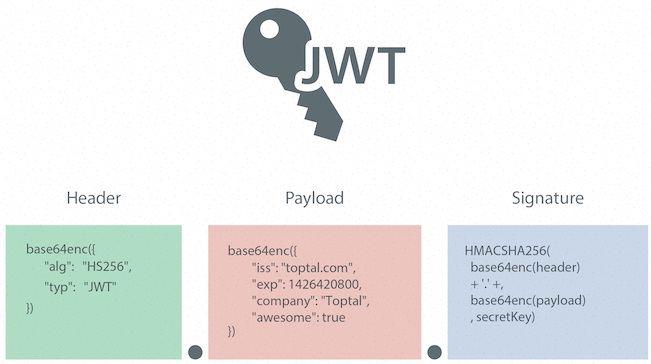 JWT
Header
Payload
Signature
base64enc({
"alg": "HS256",
"typ": "JWT"
})
base64enc({
"iss": "toptal.com",
"exp": 1426420800,
"company": "Toptal",
"awesome": true
})
HMACSHA256(
base64enc(header)
+ '.' +,
base64enc(payload)
, secretKey)